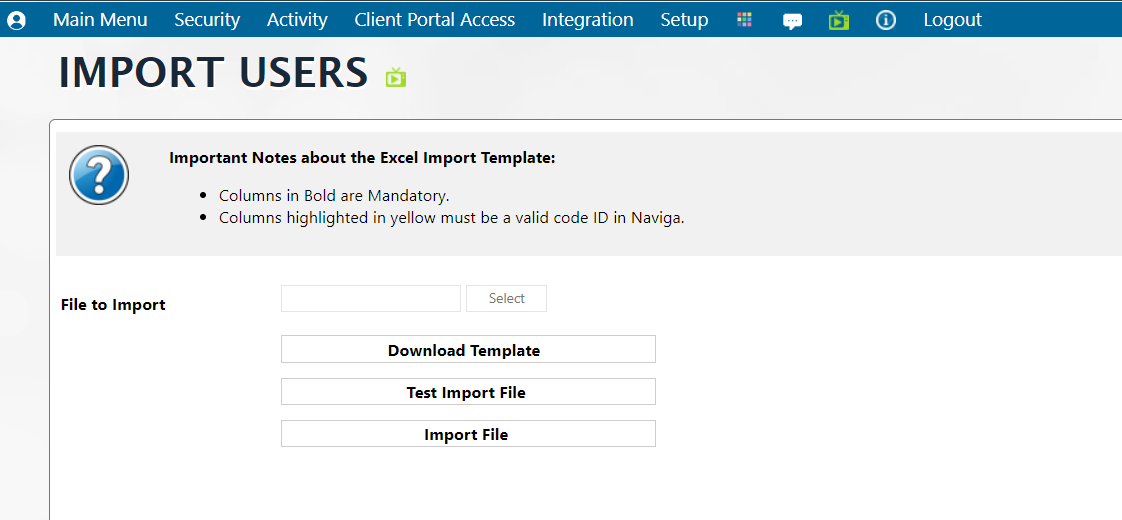 Main Menu Security Activity Client Portal Access Integration Setup Logout
IMPORT USERS
Important Notes about the Excel Import Template:
• Columns in Bold are Mandatory.
• Columns highlighted in yellow must be a valid code ID in Naviga.
File to Import Select
Download Template
Test Import File
Import File